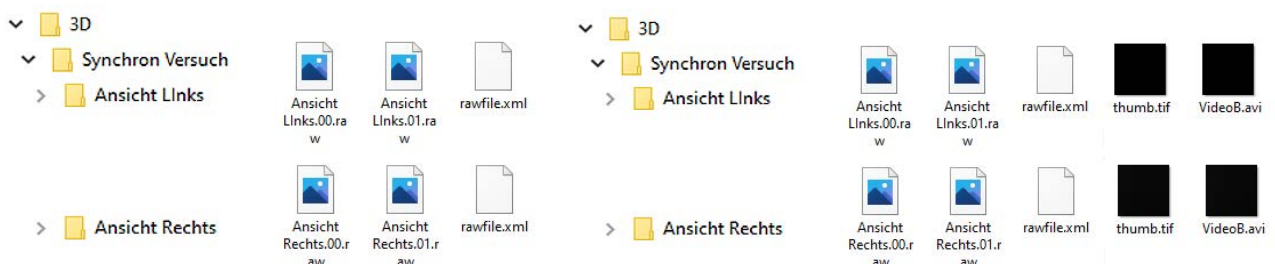 3D
Synchron Versuch
Ansicht LInks
Ansicht
LInks.00.ra
w
Ansicht
LInks.01.ra
w
rawfile.xml
Ansicht Rechts
Ansicht
Rechts.00.r
aw
Ansicht
Rechts.01.r
aw
rawfile.xml
3D
Synchron Versuch
Ansicht LInks
Ansicht
LInks.00.ra
w
Ansicht
LInks.01.ra
w
rawfile.xml
thumb.tif
VideoB.avi
Ansicht Rechts
Ansicht
Rechts.00.r
aw
Ansicht
Rechts.01.r
aw
rawfile.xml
thumb.tif
VideoB.avi